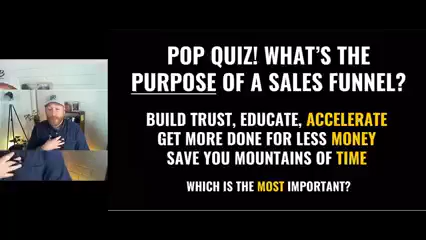 POP QUIZ! WHAT'S THE
PURPOSE OF A SALES FUNNEL?
BUILD TRUST, EDUCATE, ACCELERATE
GET MORE DONE FOR LESS MONEY
SAVE YOU MOUNTAINS OF TIME
WHICH IS THE MOST IMPORTANT?